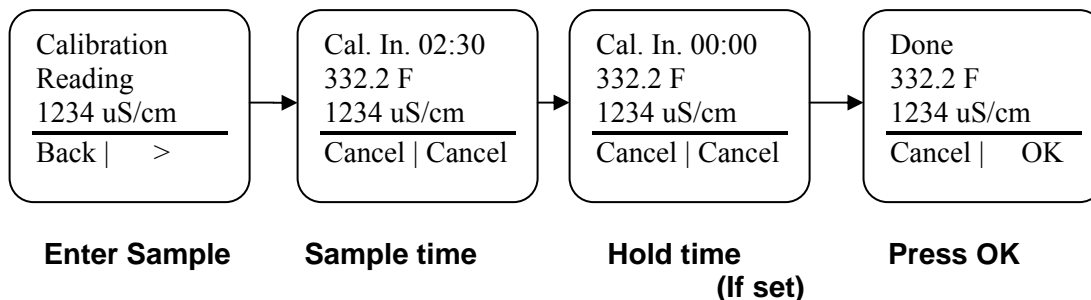 Calibration
Reading
1234 uS/cm
Back | >
Cal. In. 02:30
332.2 F
1234 uS/cm
Cancel | Cancel
Cal. In. 00:00
332.2 F
1234 uS/cm
Cancel | Cancel
Done
332.2 F
1234 uS/cm
Cancel | OK
Enter Sample
Sample time
Hold time
(If set)
Press OK